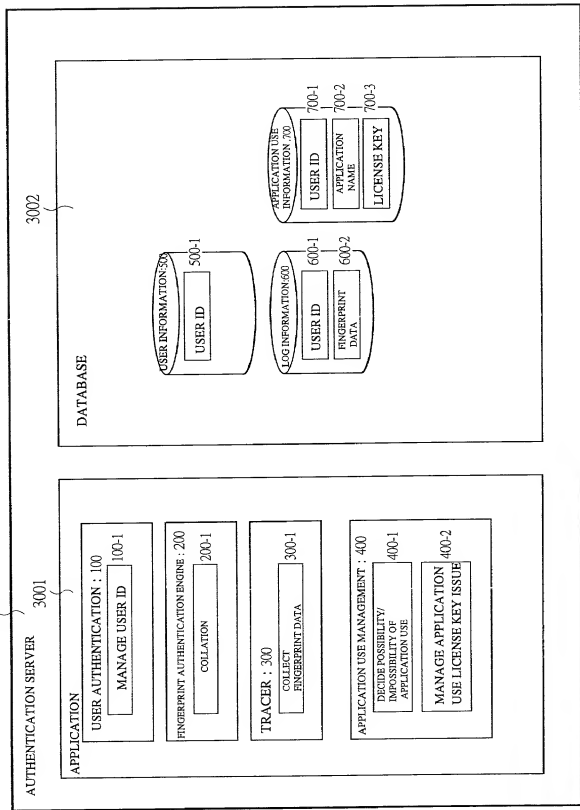 AUTHENTICATION SERVER
3001
APPLICATION
USER AUTHENTICATION : 100
100-1
MANAGE USER ID
FINGERPRINT AUTHENTICATION ENGINE : 200
200-1
COLLATION
TRACER : 300
300-1
COLLECT
FINGERPRINT DATA
APPLICATION USE MANAGEMENT : 400
400-1
DECIDE POSSIBILITY/
IMPOSSIBILITY OF
APPLICATION USE
400-2
MANAGE APPLICATION
USE LICENSE KEY ISSUE
3002
DATABASE
USER INFORMATION:500
500-1
USER ID
LOG INFORMATION:600
600-1
USER ID
600-2
FINGERPRINT
DATA
APPLICATION USE
INFORMATION :700
700-1
USER ID
700-2
APPLICATION
NAME
700-3
LICENSE KEY